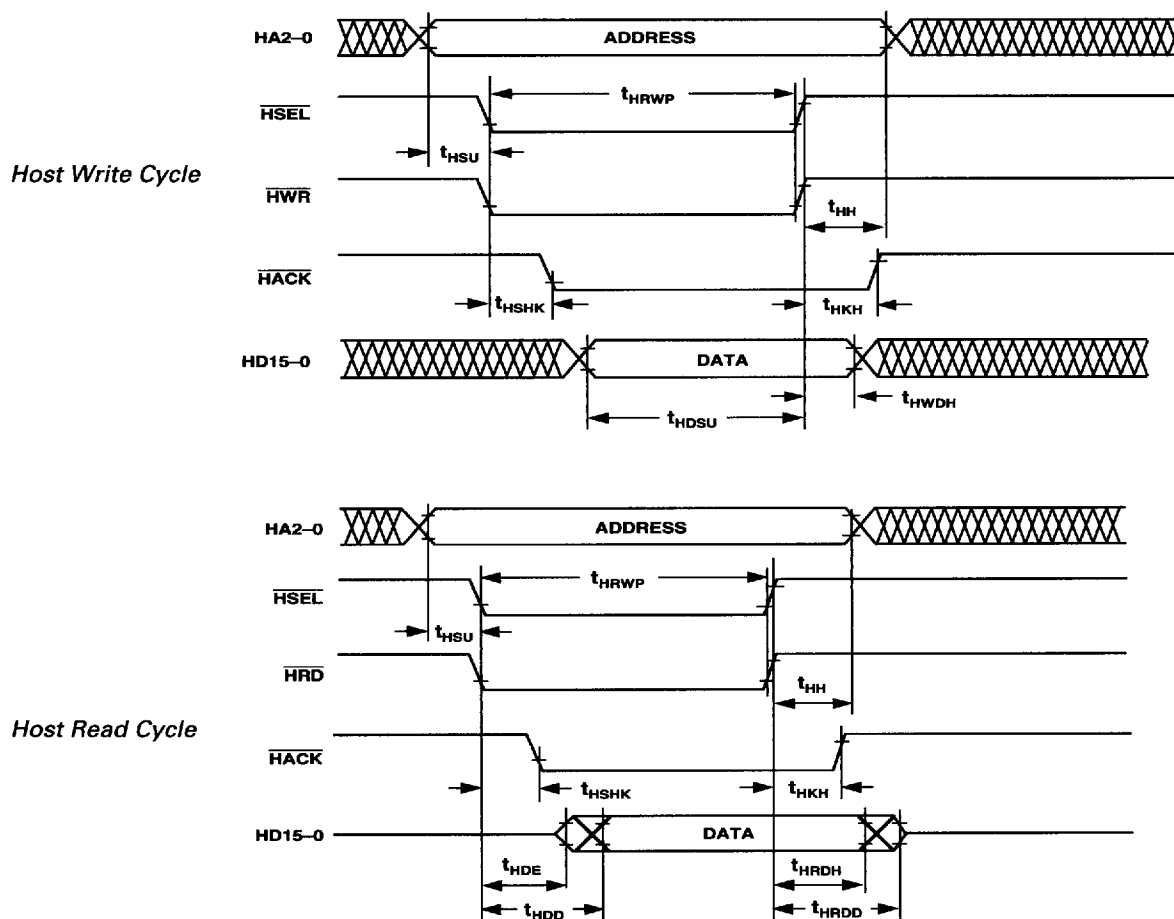 HA2–0 ADDRESS
HSEL tHRWP
tHSU
Host Write Cycle
HWR
tHH
HACK
tHSHK tHKH
HD15–0 DATA
tHWDH
tHDSU
HA2–0 ADDRESS
HSEL tHRWP
tHSU
HRD
tHH
Host Read Cycle
HACK
tHSHK tHKH
HD15–0 DATA
tHDE tHRDH
tHDD tHRDD